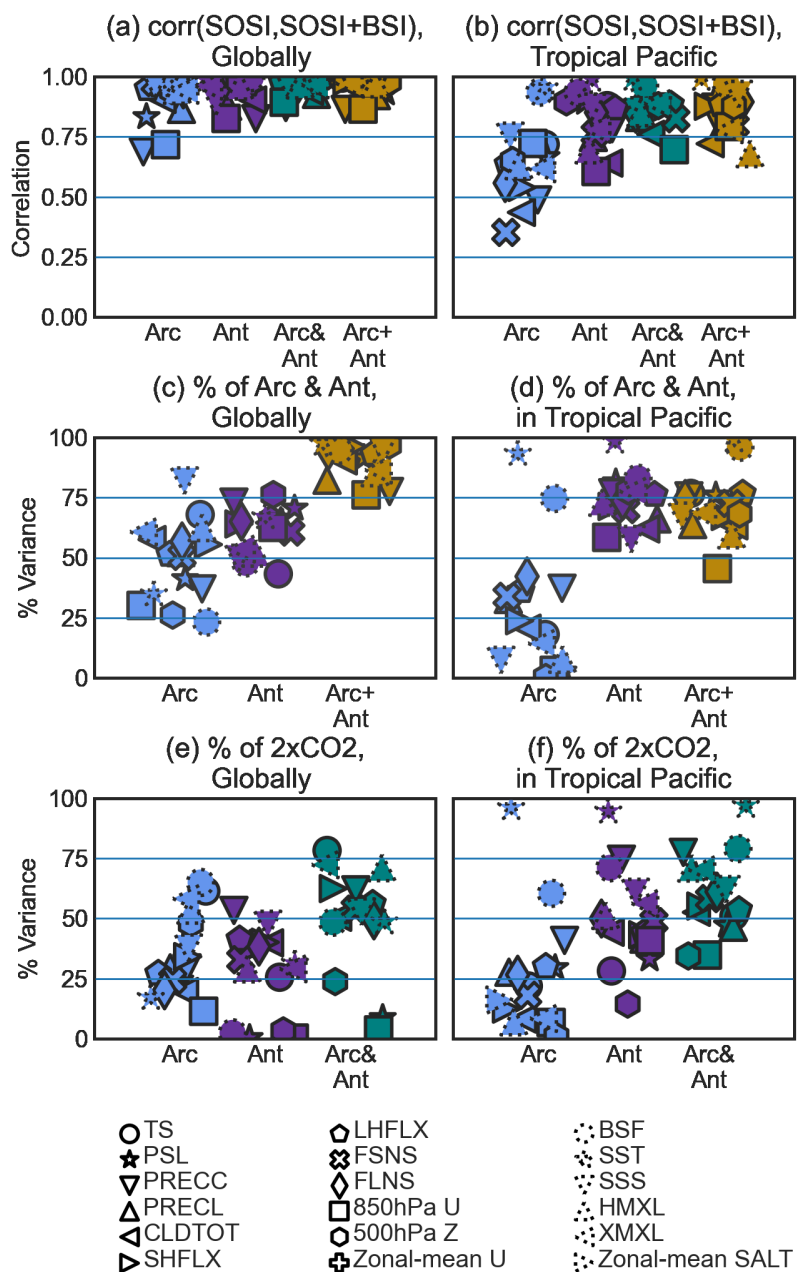 (a) corr(SOSI,SOSI+BSI),
Globally
(b) corr(SOSI,SOSI+BSI),
Tropical Pacific
Correlation
1.00
0.75
0.50
0.25
0.00
Arc
Ant
Arc&
Ant
Arc+
Ant
Arc
Ant
Arc&
Ant
Arc+
Ant
(c) % of Arc & Ant,
Globally
(d) % of Arc & Ant,
in Tropical Pacific
% Variance
100
75
50
25
0
Arc
Ant
Arc+
Ant
Arc
Ant
Arc+
Ant
(e) % of 2xCO2,
Globally
(f) % of 2xCO2,
in Tropical Pacific
% Variance
100
75
50
25
0
Arc
Ant
Arc&
Ant
Arc
Ant
Arc&
Ant
TS
PSL
PRECC
PRECL
CLDTOT
SHFLX
LHFLX
FSNS
FLNS
850hPa U
500hPa Z
Zonal-mean U
BSF
SST
SSS
HMXL
XMXL
Zonal-mean SALT